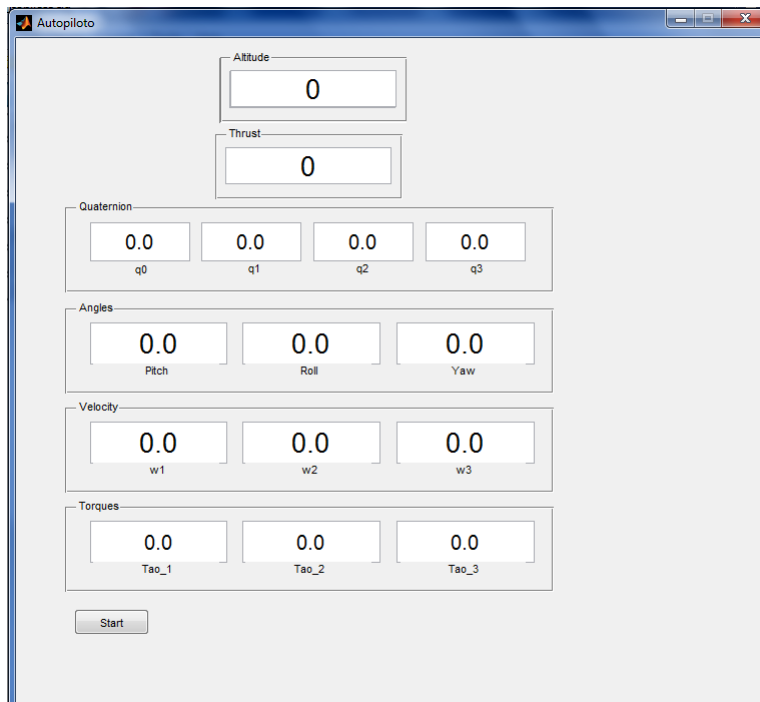 Autopiloto
Altitude
0
Thrust
0
Quaternion
0.0 0.0 0.0 0.0
q0 q1 q2 q3
Angles
0.0 0.0 0.0
Pitch Roll Yaw
Velocity
0.0 0.0 0.0
w1 w2 w3
Torques
0.0 0.0 0.0
Tao_1 Tao_2 Tao_3
Start